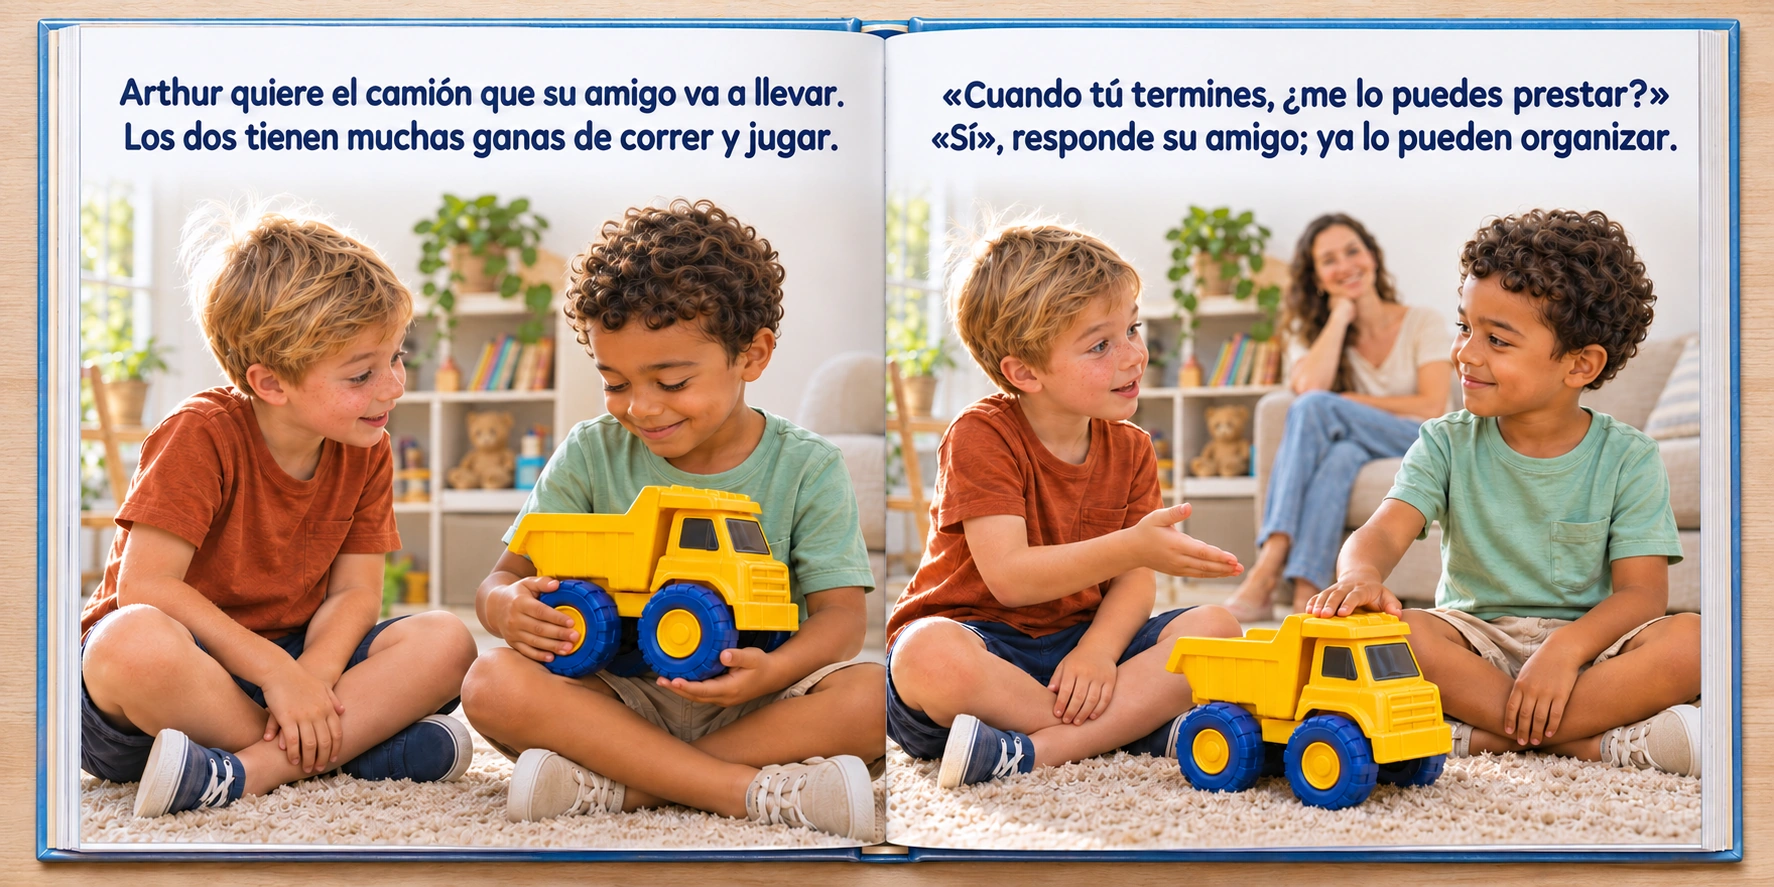 Arthur quiere el camión que su amigo va a llevar.
Los dos tienen muchas ganas de correr y jugar.
«Cuando tú termines, ¿me lo puedes prestar?»
«Sí», responde su amigo; ya lo pueden organizar.